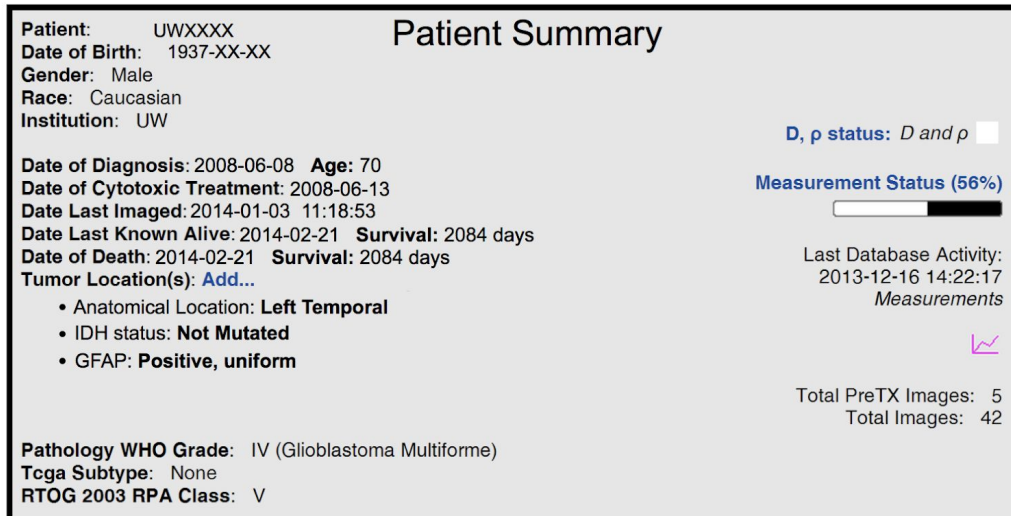 Patient Summary
Patient: UWXXXX
Date of Birth: 1937-XX-XX
Gender: Male
Race: Caucasian
Institution: UW
D, ρ status: D and ρ
Date of Diagnosis: 2008-06-08 Age: 70
Date of Cytotoxic Treatment: 2008-06-13
Date Last Imaged: 2014-01-03 11:18:53
Date Last Known Alive: 2014-02-21 Survival: 2084 days
Date of Death: 2014-02-21 Survival: 2084 days
Tumor Location(s): Add...
• Anatomical Location: Left Temporal
• IDH status: Not Mutated
• GFAP: Positive, uniform
Measurement Status (56%)
Last Database Activity:
2013-12-16 14:22:17
Measurements
Total PreTX Images: 5
Total Images: 42
Pathology WHO Grade: IV (Glioblastoma Multiforme)
Tcga Subtype: None
RTOG 2003 RPA Class: V